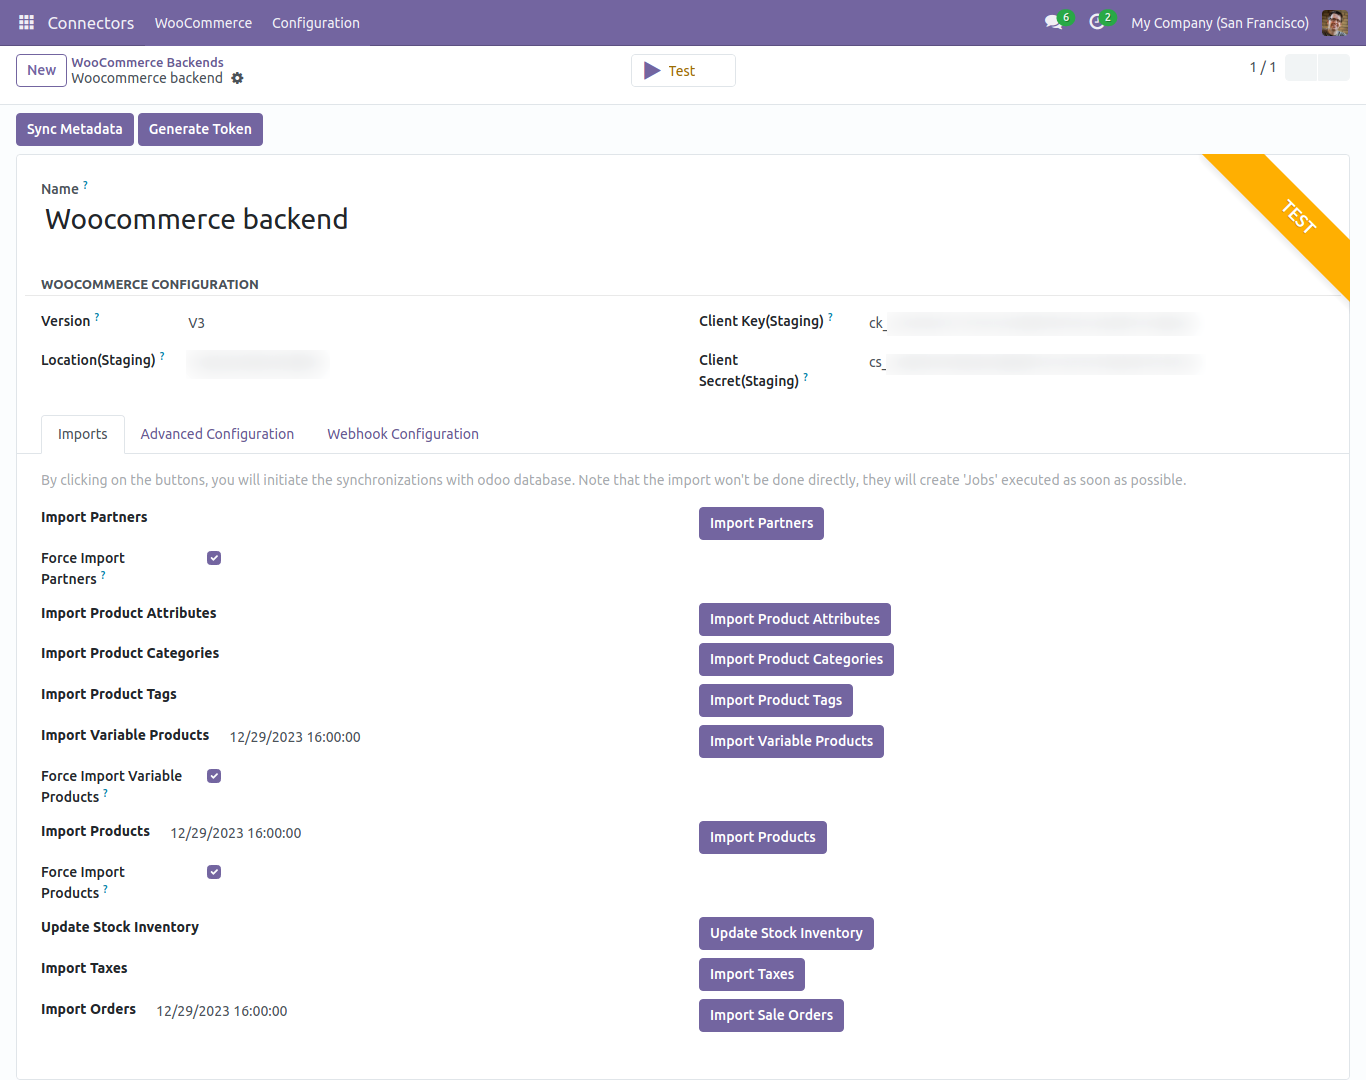 Connectors WooCommerce Configuration 6 2 My Company (San Francisco)
New WooCommerce Backends
Woocommerce backend
Test
1 / 1
Sync Metadata Generate Token
TEST
Name ?
Woocommerce backend
WOOCOMMERCE CONFIGURATION
Version ? V3
Client Key(Staging) ? ck_
Location(Staging) ?
Client Secret(Staging) ? cs_
Imports Advanced Configuration Webhook Configuration
By clicking on the buttons, you will initiate the synchronizations with odoo database. Note that the import won't be done directly, they will create 'Jobs' executed as soon as possible.
Import Partners Import Partners
Force Import
Partners ?
Import Product Attributes Import Product Attributes
Import Product Categories Import Product Categories
Import Product Tags Import Product Tags
Import Variable Products 12/29/2023 16:00:00 Import Variable Products
Force Import Variable
Products ?
Import Products 12/29/2023 16:00:00 Import Products
Force Import
Products ?
Update Stock Inventory Update Stock Inventory
Import Taxes Import Taxes
Import Orders 12/29/2023 16:00:00 Import Sale Orders